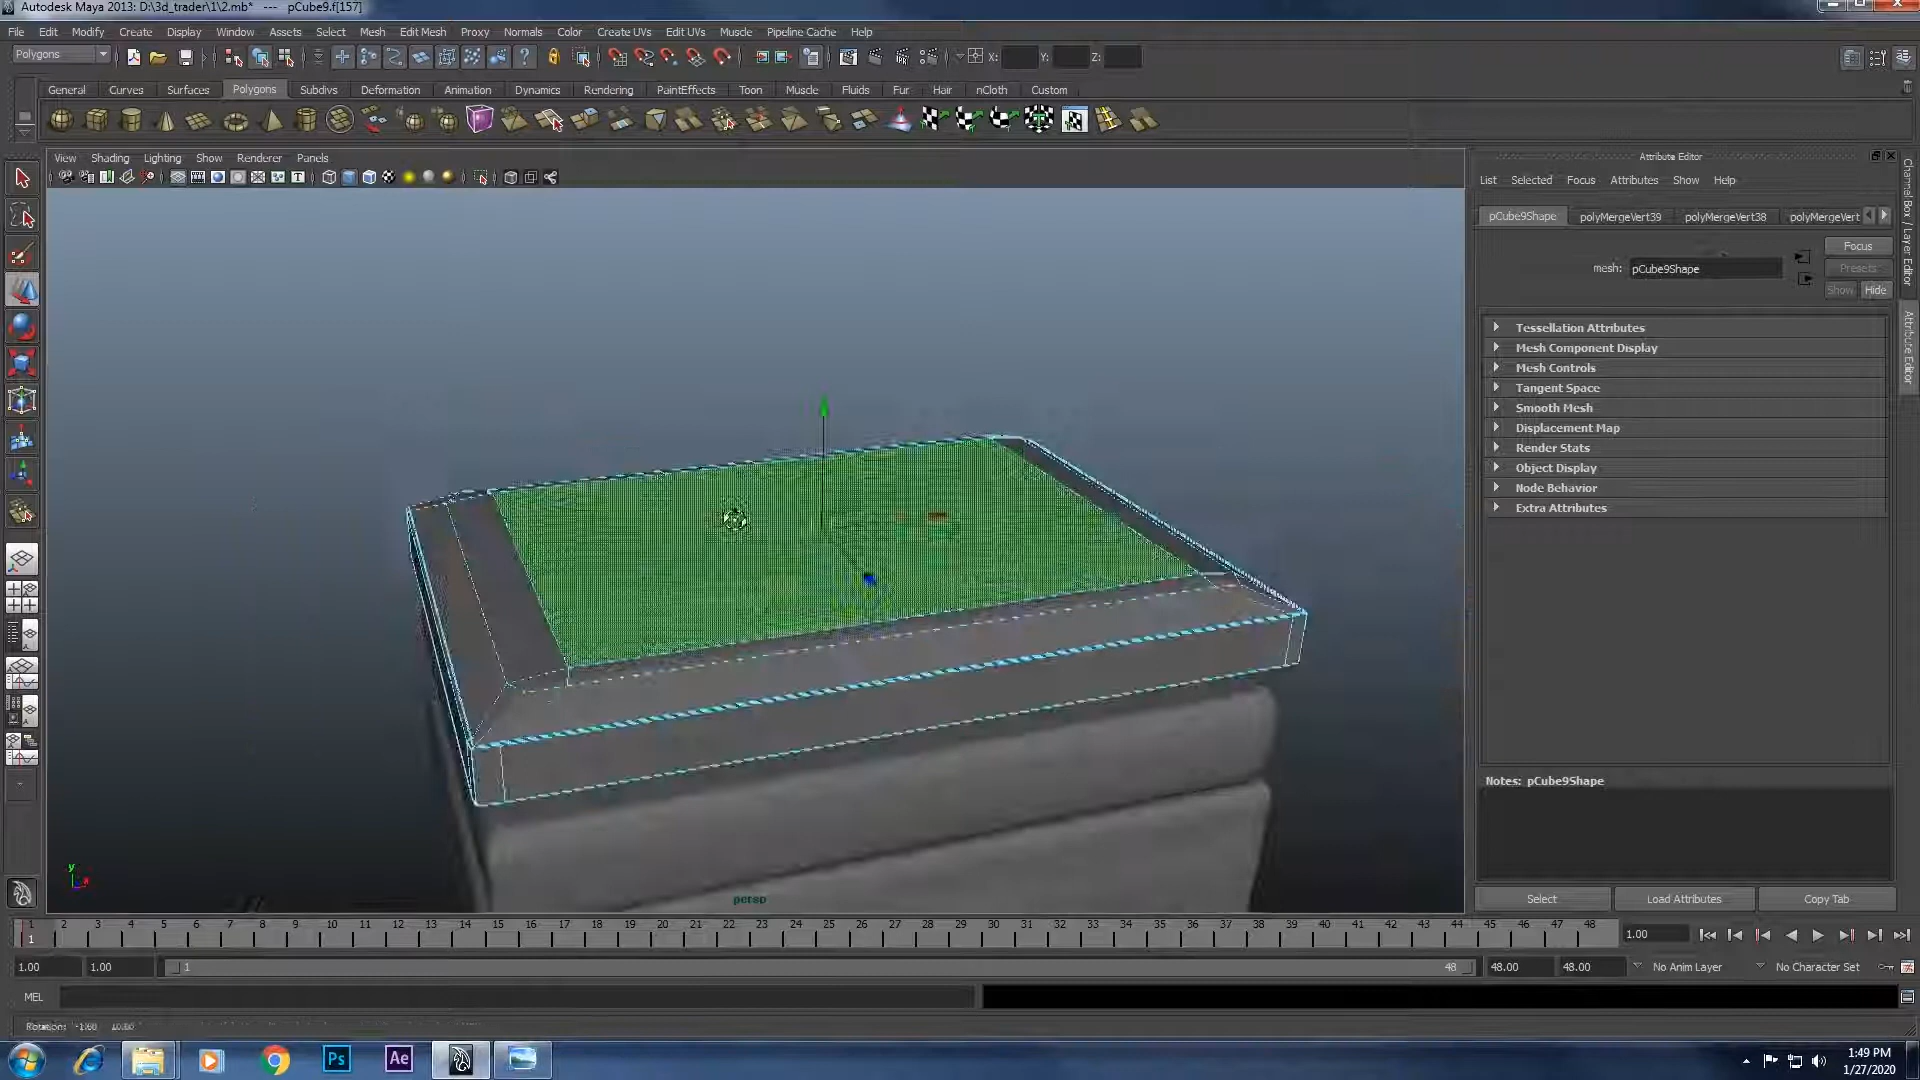 Autodesk Maya 2013: D:\3d_trader\1\2.mb* --- pCube9.f[157]
File Edit Modify Create Display Window Assets Select Mesh Edit Mesh Proxy Normals Color Create UVs Edit UVs Muscle Pipeline Cache Help
Polygons X: Y: Z:
General Curves Surfaces Polygons Subdivs Deformation Animation Dynamics Rendering PaintEffects Toon Muscle Fluids Fur Hair nCloth Custom
View Shading Lighting Show Renderer Panels
Attribute Editor
List Selected Focus Attributes Show Help
pCube9Shape polyMergeVert39 polyMergeVert38 polyMergeVert
Focus
mesh: pCube9Shape
Presets
Show Hide
Tessellation Attributes
Mesh Component Display
Mesh Controls
Tangent Space
Smooth Mesh
Displacement Map
Render Stats
Object Display
Node Behavior
Extra Attributes
Channel Box / Layer Editor
Attribute Editor
Notes: pCube9Shape
y
x
persp
Select Load Attributes Copy Tab
1 2 3 4 5 6 7 8 9 10 11 12 13 14 15 16 17 18 19 20 21 22 23 24 25 26 27 28 29 30 31 32 33 34 35 36 37 38 39 40 41 42 43 44 45 46 47 48
1 1.00
1.00 1.00 1 48 48.00 48.00 No Anim Layer No Character Set
MEL
Rotation: -1.60
Ps Ae
1:49 PM
1/27/2020